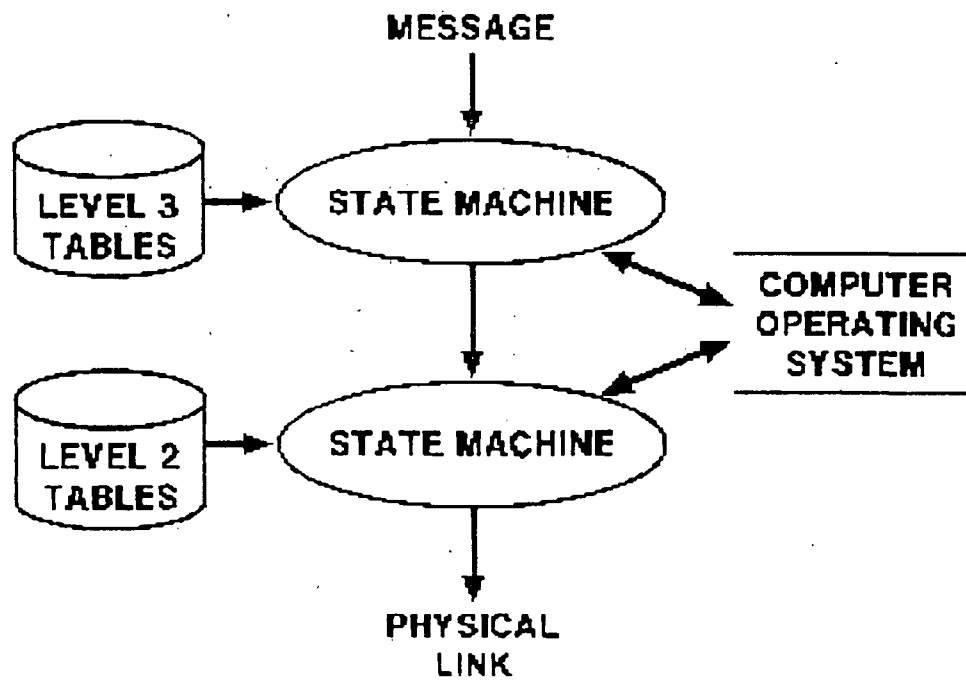 MESSAGE
LEVEL 3
TABLES
STATE MACHINE
COMPUTER
OPERATING
SYSTEM
LEVEL 2
TABLES
STATE MACHINE
PHYSICAL
LINK